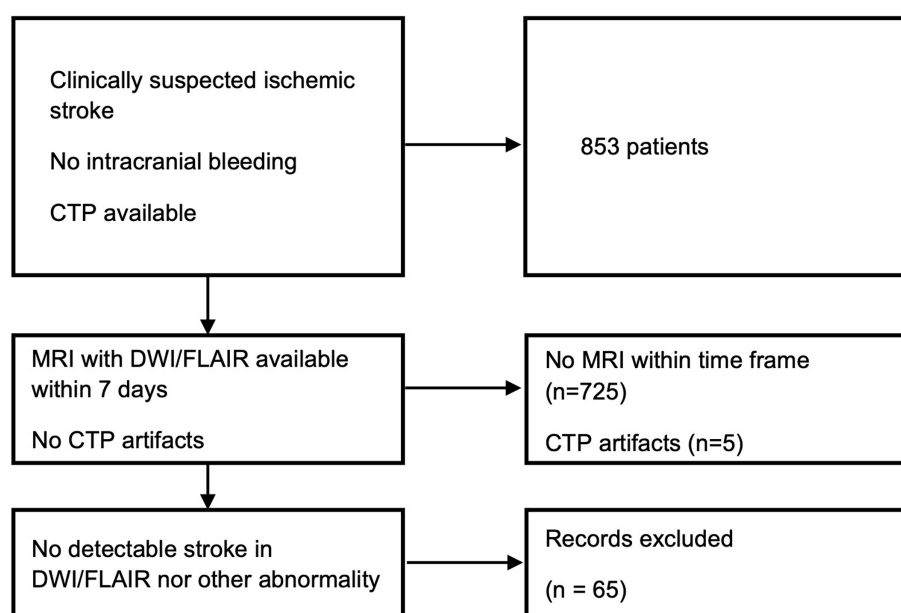 Clinically suspected ischemic
stroke
No intracranial bleeding
CTP available
853 patients
MRI with DWI/FLAIR available
within 7 days
No CTP artifacts
No MRI within time frame
(n=725)
CTP artifacts (n=5)
No detectable stroke in
DWI/FLAIR nor other abnormality
Records excluded
(n = 65)